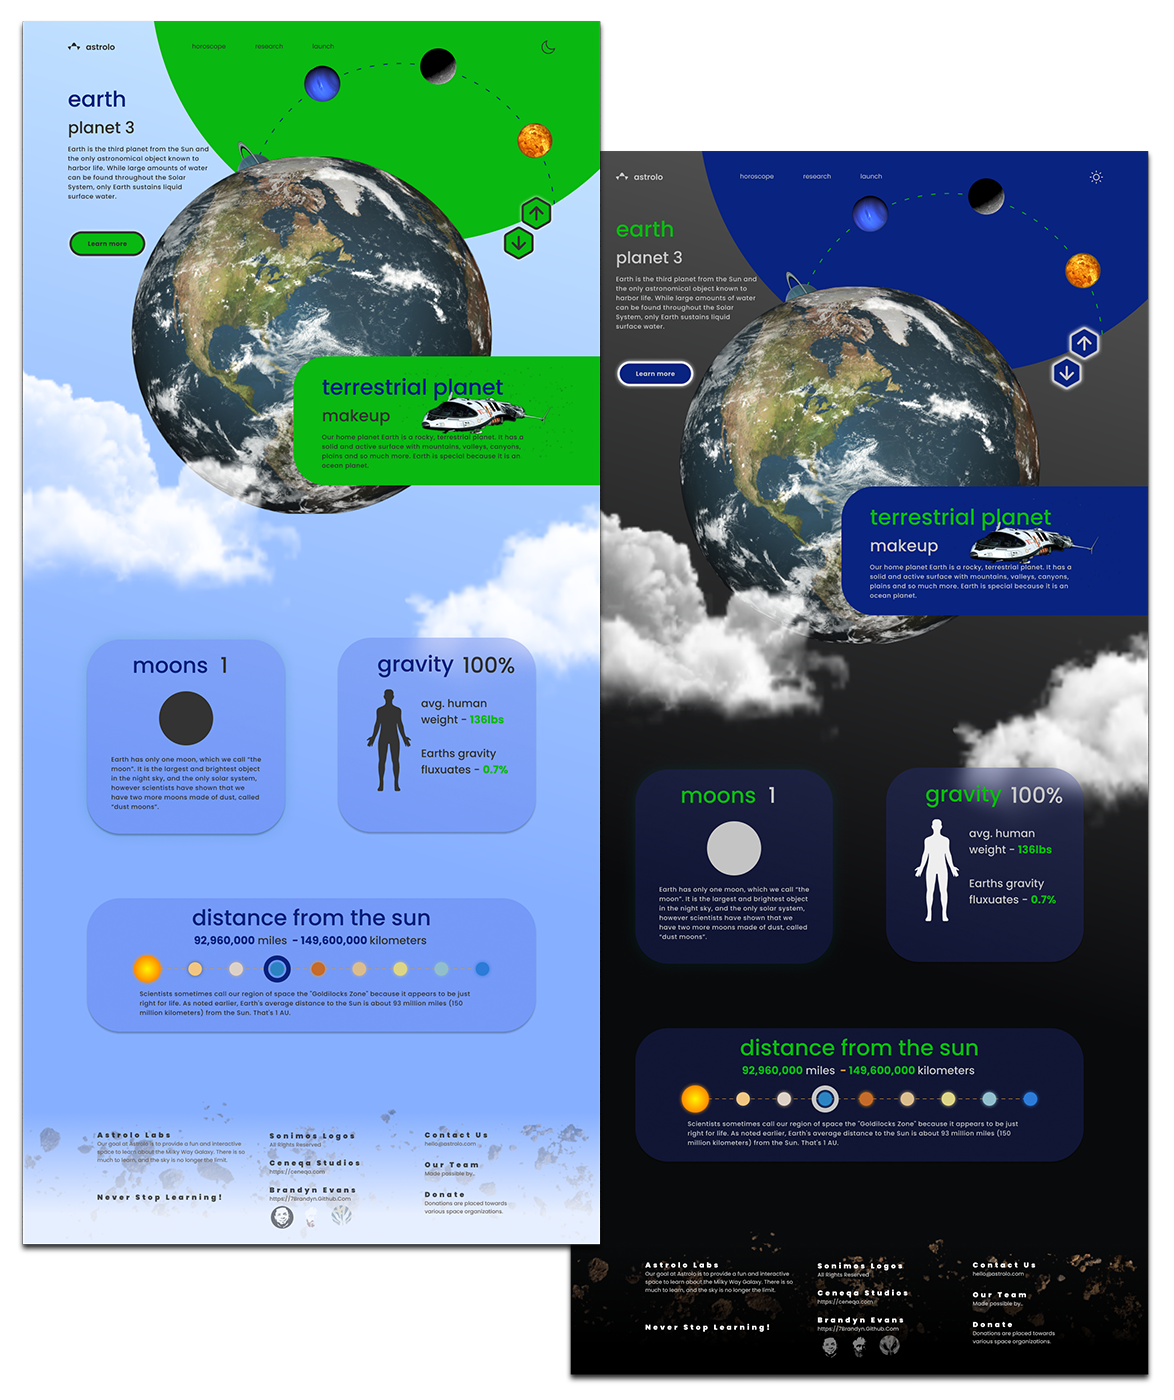 astrolo
horoscope research launch
earth
planet 3
Earth is the third planet from the Sun and
the only astronomical object known to
harbor life. While large amounts of water
can be found throughout the Solar
System, only Earth sustains liquid
surface water.
Learn more
terrestrial planet
makeup
Our home planet Earth is a rocky, terrestrial planet. It has a
solid and active surface with mountains, valleys, canyons,
plains and so much more. Earth is special because it is an
ocean planet.
moons 1
Earth has only one moon, which we call "the
moon". It is the largest and brightest object
in the night sky, and the only solar system,
however scientists have shown that we
have two more moons made of dust, called
"dust moons".
gravity 100%
avg. human
weight - 136lbs
Earths gravity
fluxuates - 0.7%
distance from the sun
92,960,000 miles - 149,600,000 kilometers
Scientists sometimes call our region of space the "Goldilocks Zone" because it appears to be just
right for life. As noted earlier, Earth's average distance to the Sun is about 93 million miles (150
million kilometers) from the Sun. That's 1 AU.
Astrolo Labs
Our goal at Astrolo is to provide a fun and interactive
space to learn about the Milky Way Galaxy. There is so
much to learn, and the sky is no longer the limit.
Never Stop Learning!
Sonimos Logos
All Rights Reserved
Ceneqa Studios
https://ceneqa.com
Brandyn Evans
https://7Brandyn.Github.Com
Contact Us
hello@astrolo.com
Our Team
Made possible by.
Donate
Donations are placed towards
various space organizations.
astrolo
horoscope research launch
earth
planet 3
Earth is the third planet from the Sun and
the only astronomical object known to
harbor life. While large amounts of water
can be found throughout the Solar
System, only Earth sustains liquid
surface water.
Learn more
terrestrial planet
makeup
Our home planet Earth is a rocky, terrestrial planet. It has a
solid and active surface with mountains, valleys, canyons,
plains and so much more. Earth is special because it is an
ocean planet.
moons 1
Earth has only one moon, which we call "the
moon". It is the largest and brightest object
in the night sky, and the only solar system,
however scientists have shown that we
have two more moons made of dust, called
"dust moons".
gravity 100%
avg. human
weight - 136lbs
Earths gravity
fluxuates - 0.7%
distance from the sun
92,960,000 miles - 149,600,000 kilometers
Scientists sometimes call our region of space the "Goldilocks Zone" because it appears to be just
right for life. As noted earlier, Earth's average distance to the Sun is about 93 million miles (150
million kilometers) from the Sun. That's 1 AU.
Astrolo Labs
Our goal at Astrolo is to provide a fun and interactive
space to learn about the Milky Way Galaxy. There is so
much to learn, and the sky is no longer the limit.
Never Stop Learning!
Sonimos Logos
All Rights Reserved
Ceneqa Studios
https://ceneqa.com
Brandyn Evans
https://7Brandyn.Github.Com
Contact Us
hello@astrolo.com
Our Team
Made possible by.
Donate
Donations are placed towards
various space organizations.